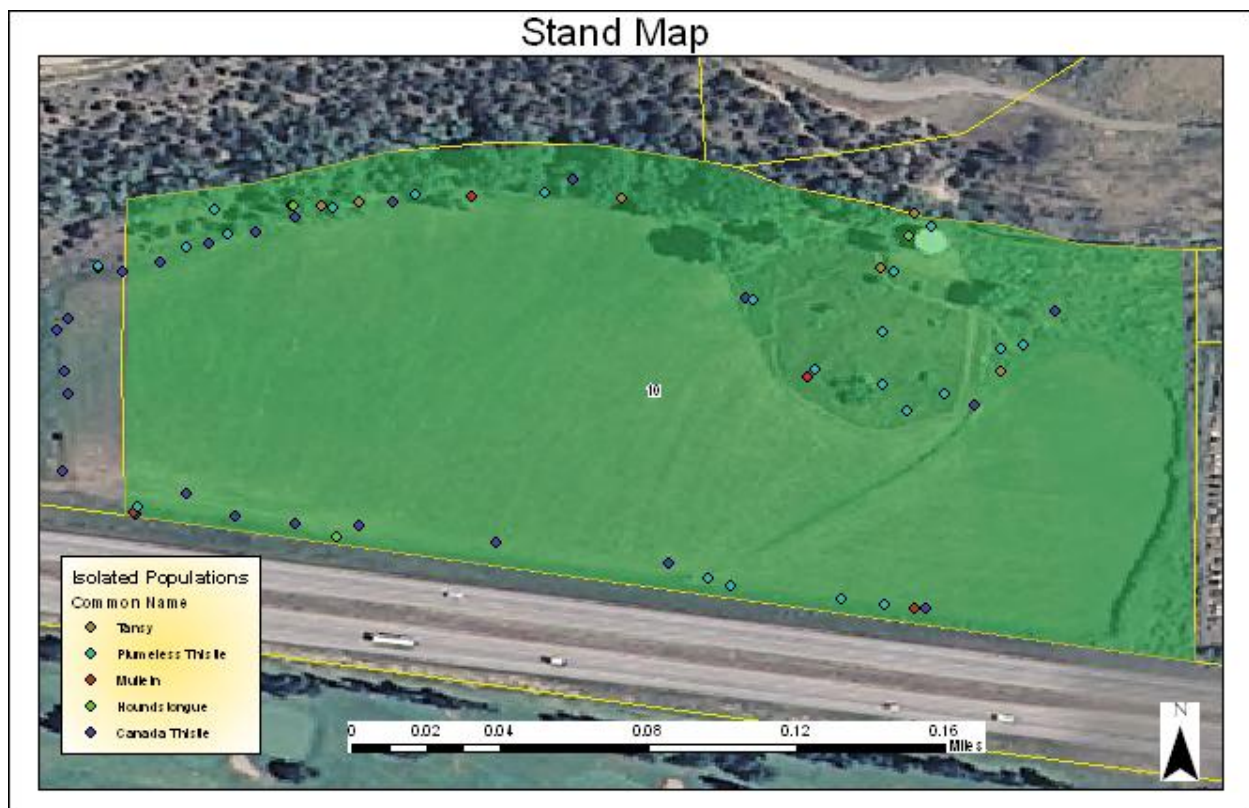 Stand Map
10
Isolated Populations
Common Name
Tansy
Plumeless Thistle
Mullein
Houndstongue
Canada Thistle
0 0.02 0.04 0.08 0.12 0.16
Miles
N